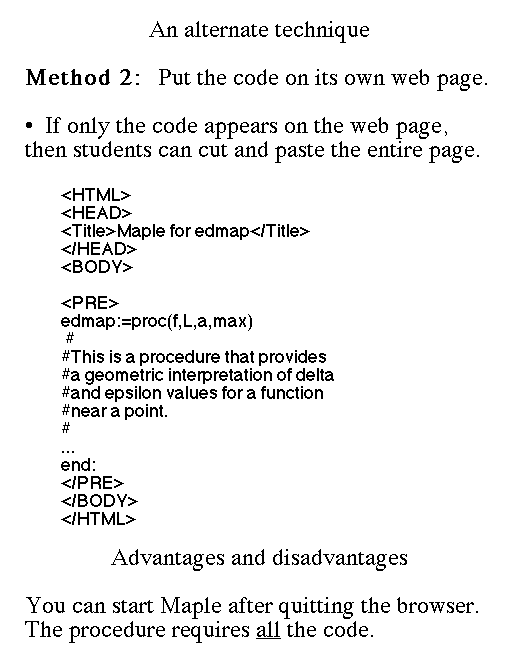 An alternate technique
Method 2: Put the code on its own web page.
• If only the code appears on the web page,
then students can cut and paste the entire page.
<HTML>
<HEAD>
<Title>Maple for edmap</Title>
</HEAD>
<BODY>
<PRE>
edmap:=proc(f,L,a,max)
#
#This is a procedure that provides
#a geometric interpretation of delta
#and epsilon values for a function
#near a point.
#
...
end:
</PRE>
</BODY>
</HTML>
Advantages and disadvantages
You can start Maple after quitting the browser.
The procedure requires all the code.